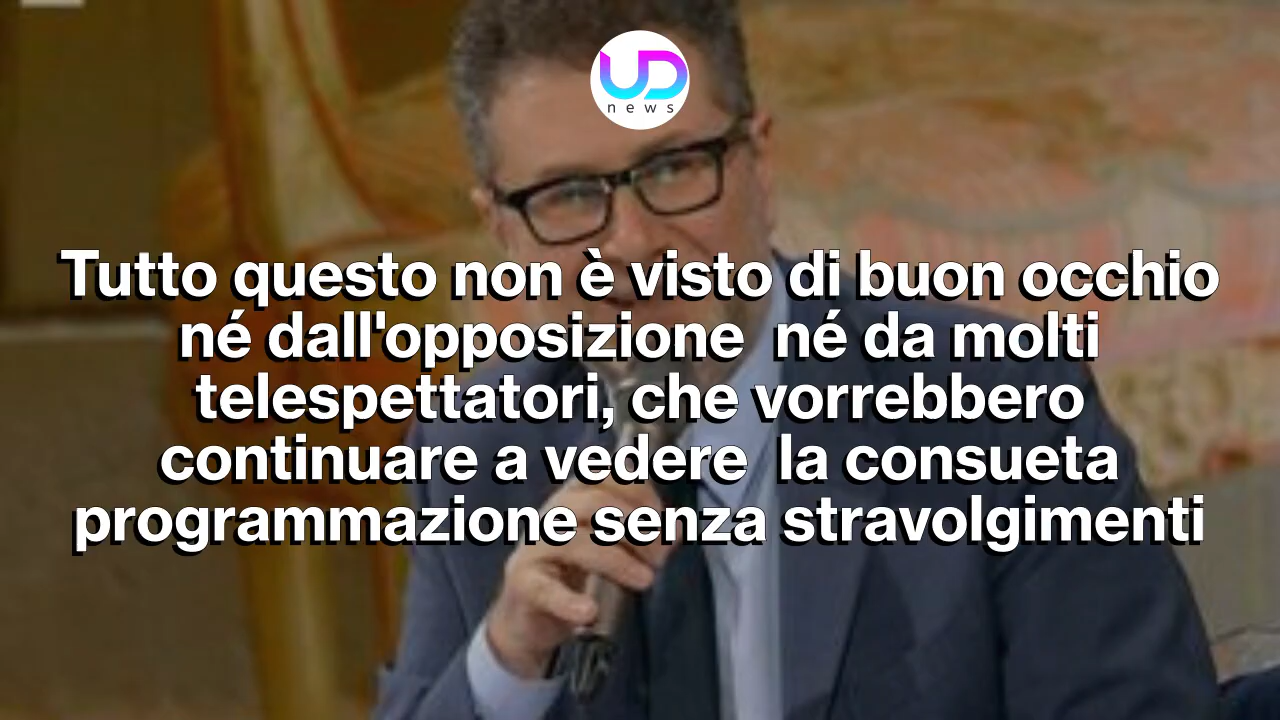 UD
news
Tutto questo non è visto di buon occhio
né dall'opposizione  né da molti
telespettatori, che vorrebbero
continuare a vedere  la consueta
programmazione senza stravolgimenti